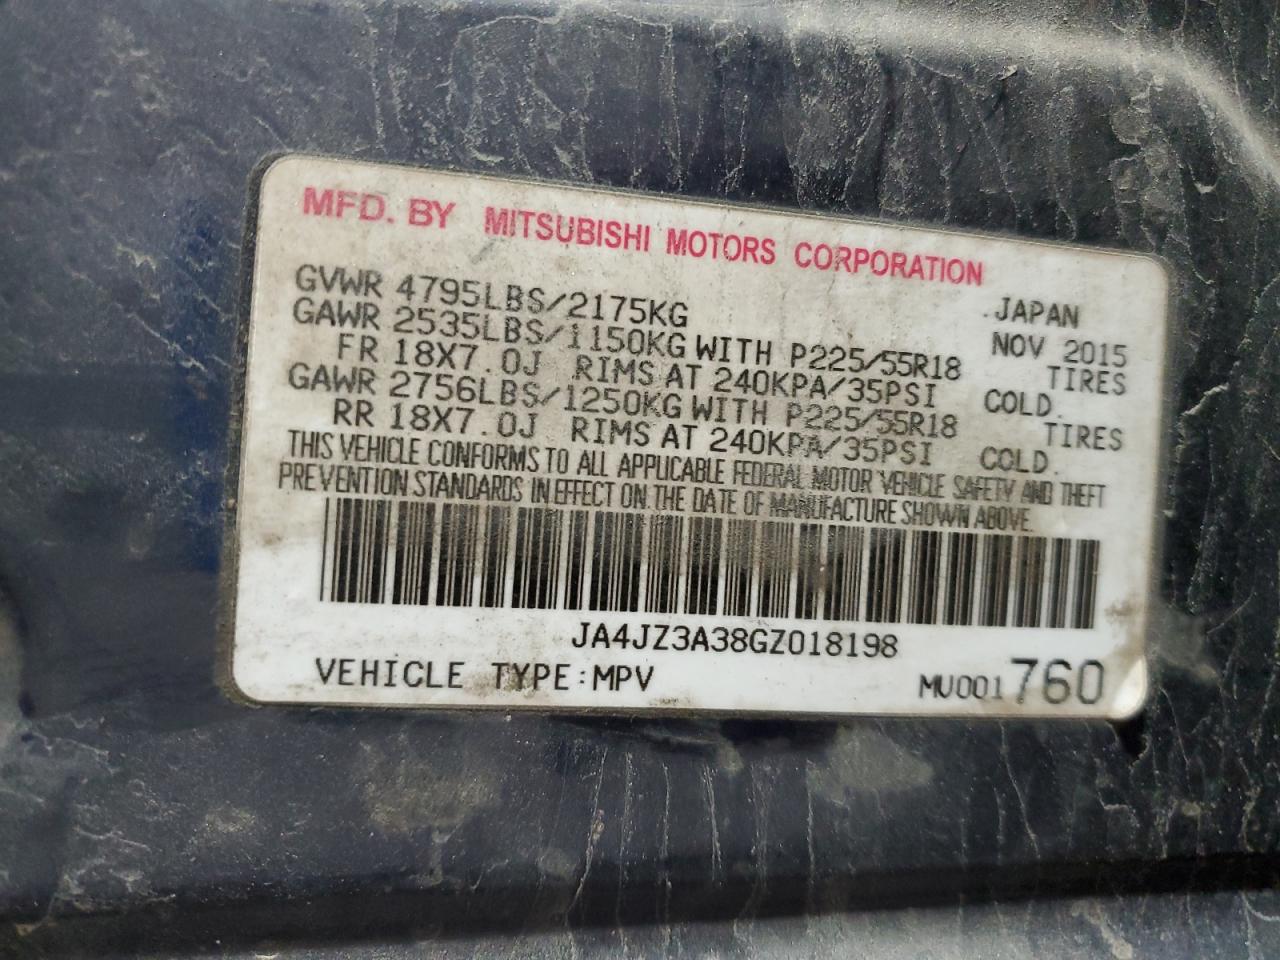 MFD. BY MITSUBISHI MOTORS CORPORATION
JAPAN
GVWR 4795LBS/2175KG NOV 2015
GAWR 2535LBS/1150KG WITH P225/55R18 TIRES
FR 18X7.0J RIMS AT 240KPA/35PSI COLD.
GAWR 2756LBS/1250KG WITH P225/55R18 TIRES
RR 18X7.0J RIMS AT 240KPA/35PSI COLD.
THIS VEHICLE CONFORMS TO ALL APPLICABLE FEDERAL MOTOR VEHICLE SAFETY AND THEFT
PREVENTION STANDARDS IN EFFECT ON THE DATE OF MANUFACTURE SHOWN ABOVE.
JA4JZ3A38GZ018198
VEHICLE TYPE:MPV MU001760